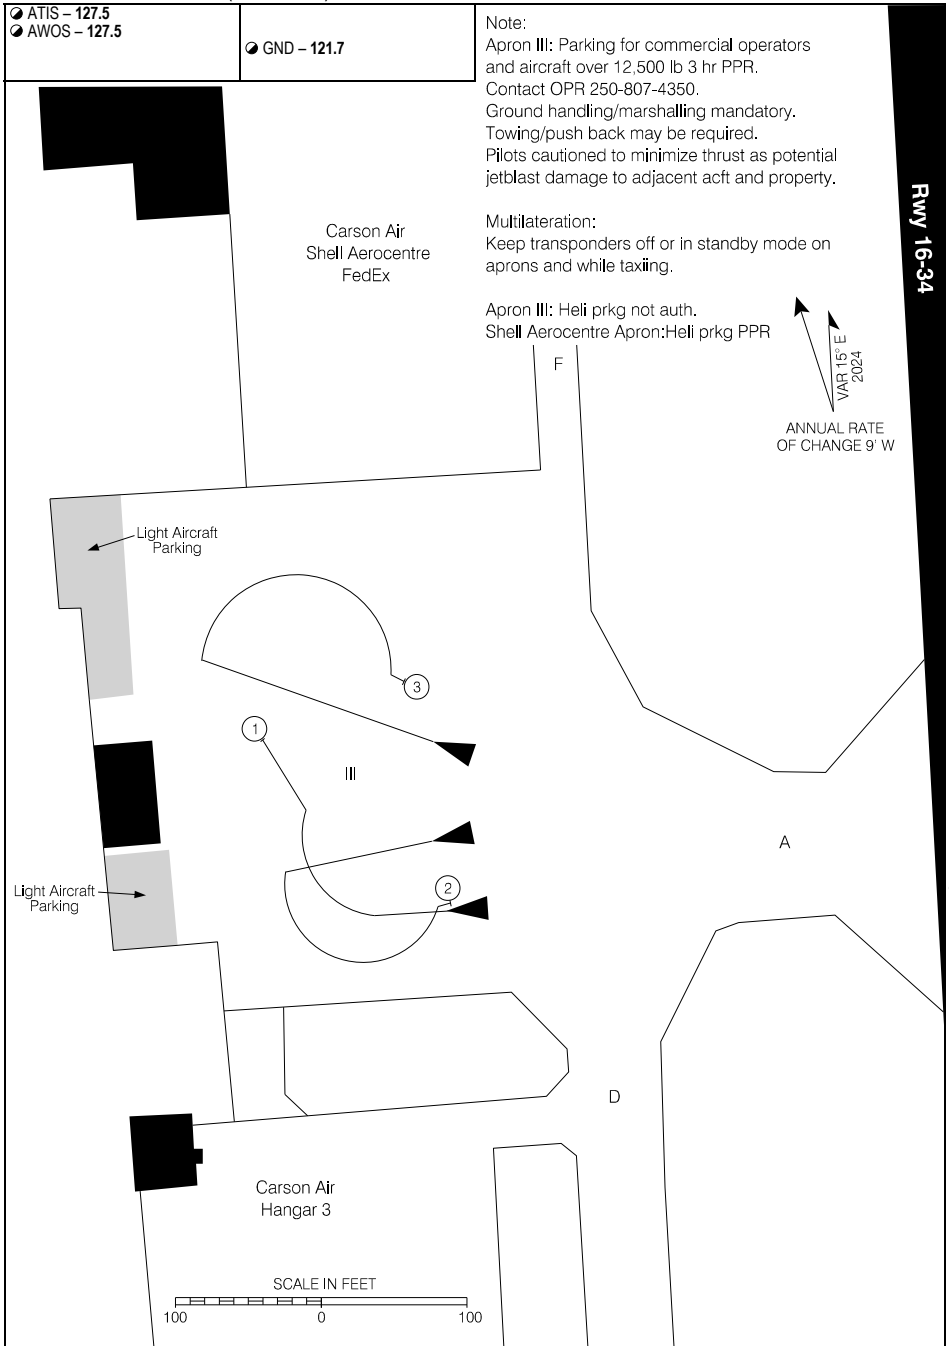 ATIS – 127.5
AWOS – 127.5
GND – 121.7
Note:
Apron III: Parking for commercial operators
and aircraft over 12,500 lb 3 hr PPR.
Contact OPR 250-807-4350.
Ground handling/marshalling mandatory.
Towing/push back may be required.
Pilots cautioned to minimize thrust as potential
jetblast damage to adjacent acft and property.
Multilateration:
Keep transponders off or in standby mode on
aprons and while taxiing.
Apron III: Heli prkg not auth.
Shell Aerocentre Apron:Heli prkg PPR
Rwy 16-34
Carson Air
Shell Aerocentre
FedEx
F
VAR 15° E
2024
ANNUAL RATE
OF CHANGE 9' W
Light Aircraft
Parking
3
1
III
A
2
Light Aircraft
Parking
D
Carson Air
Hangar 3
SCALE IN FEET
100 0 100